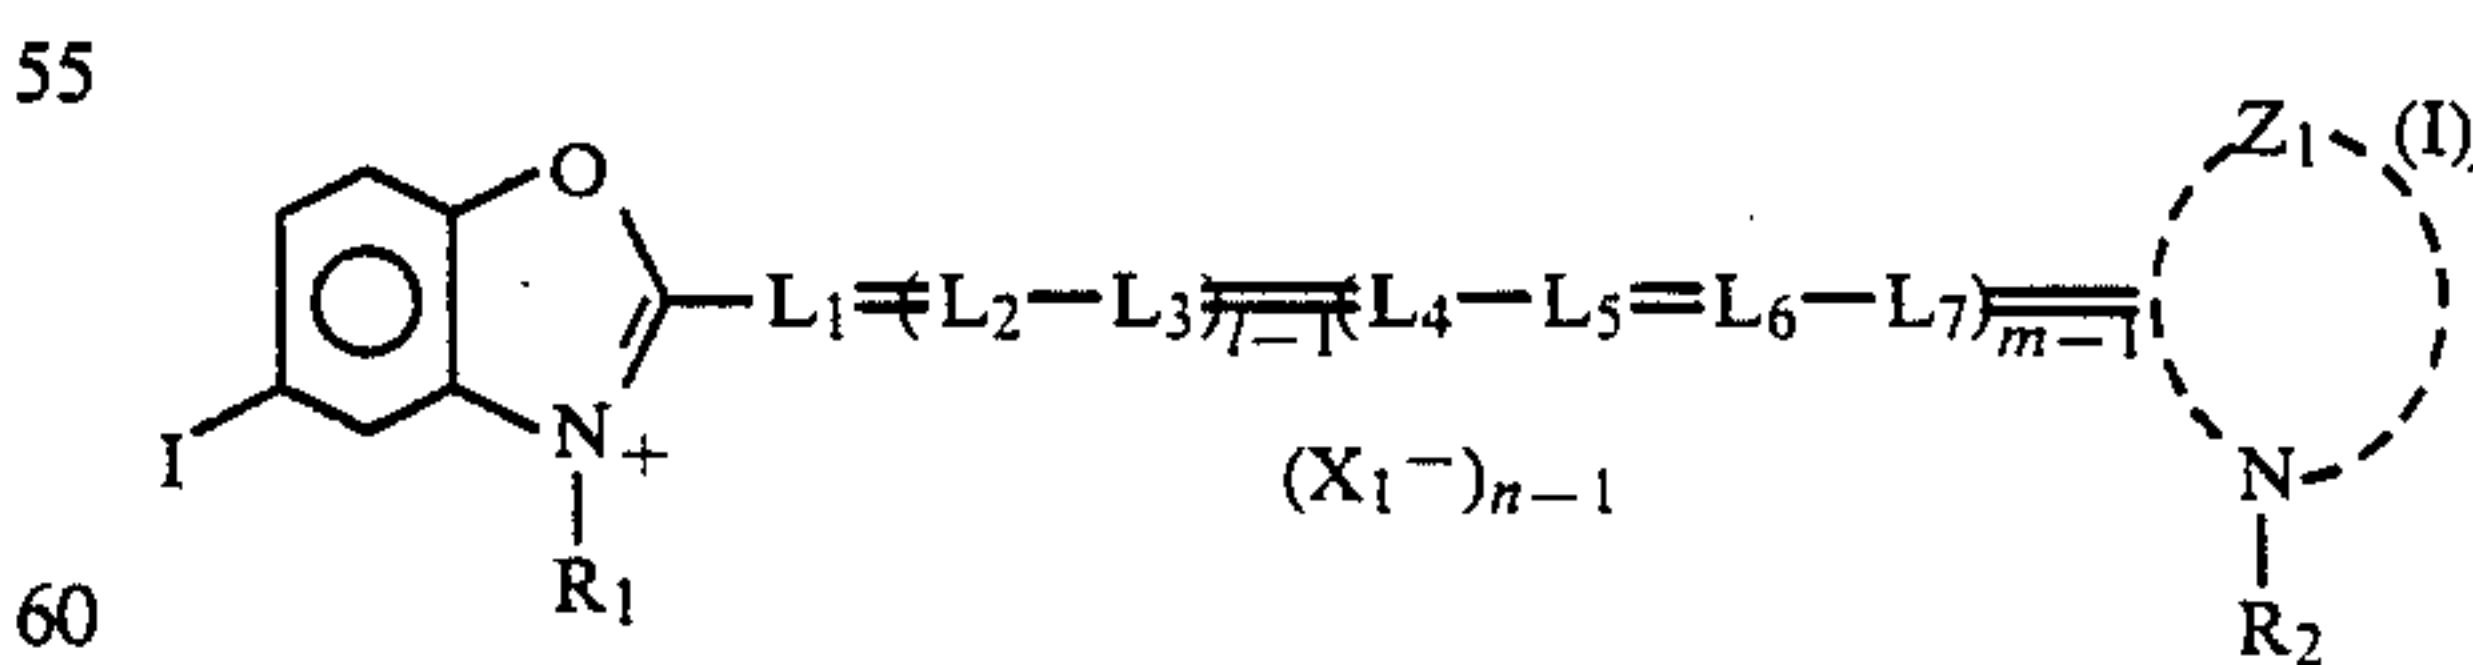 55
Z1 (I),
O
L1=(L2—L3)l−1=(L4—L5=L6—L7)m−1=
I N+ (X1−)n−1 N
R1
60 R2